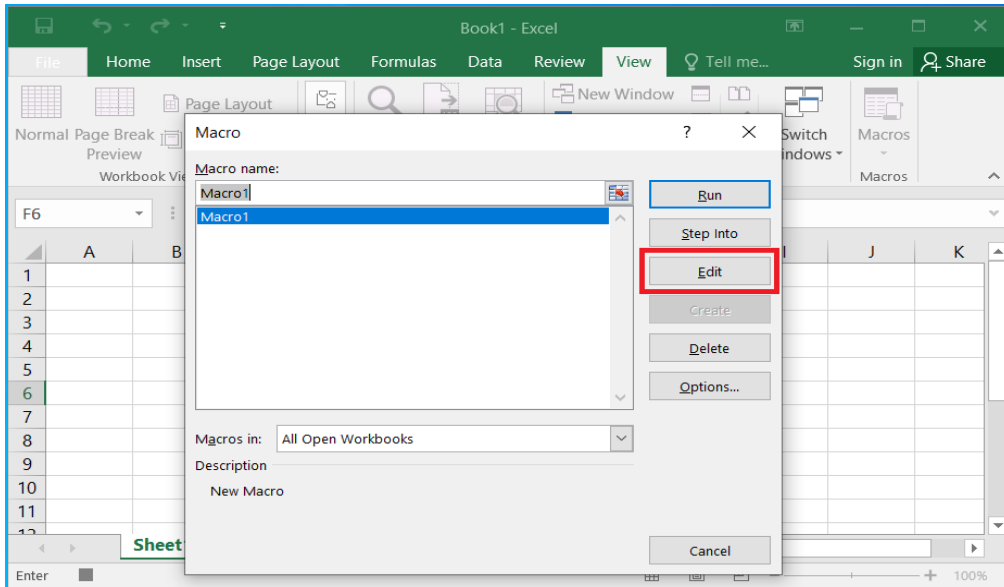 Book1 - Excel
File Home Insert Page Layout Formulas Data Review View Tell me... Sign in Share
Page Layout New Window
Normal Page Break Switch Macros
Preview indows
Workbook Vie Macros
Macro ?
Macro name:
Macro1
Macro1
Run
Step Into
Edit
Create
Delete
Options...
Macros in: All Open Workbooks
Description
New Macro
Cancel
F6
A B J K
1
2
3
4
5
6
7
8
9
10
11
12
Sheet
Enter 100%